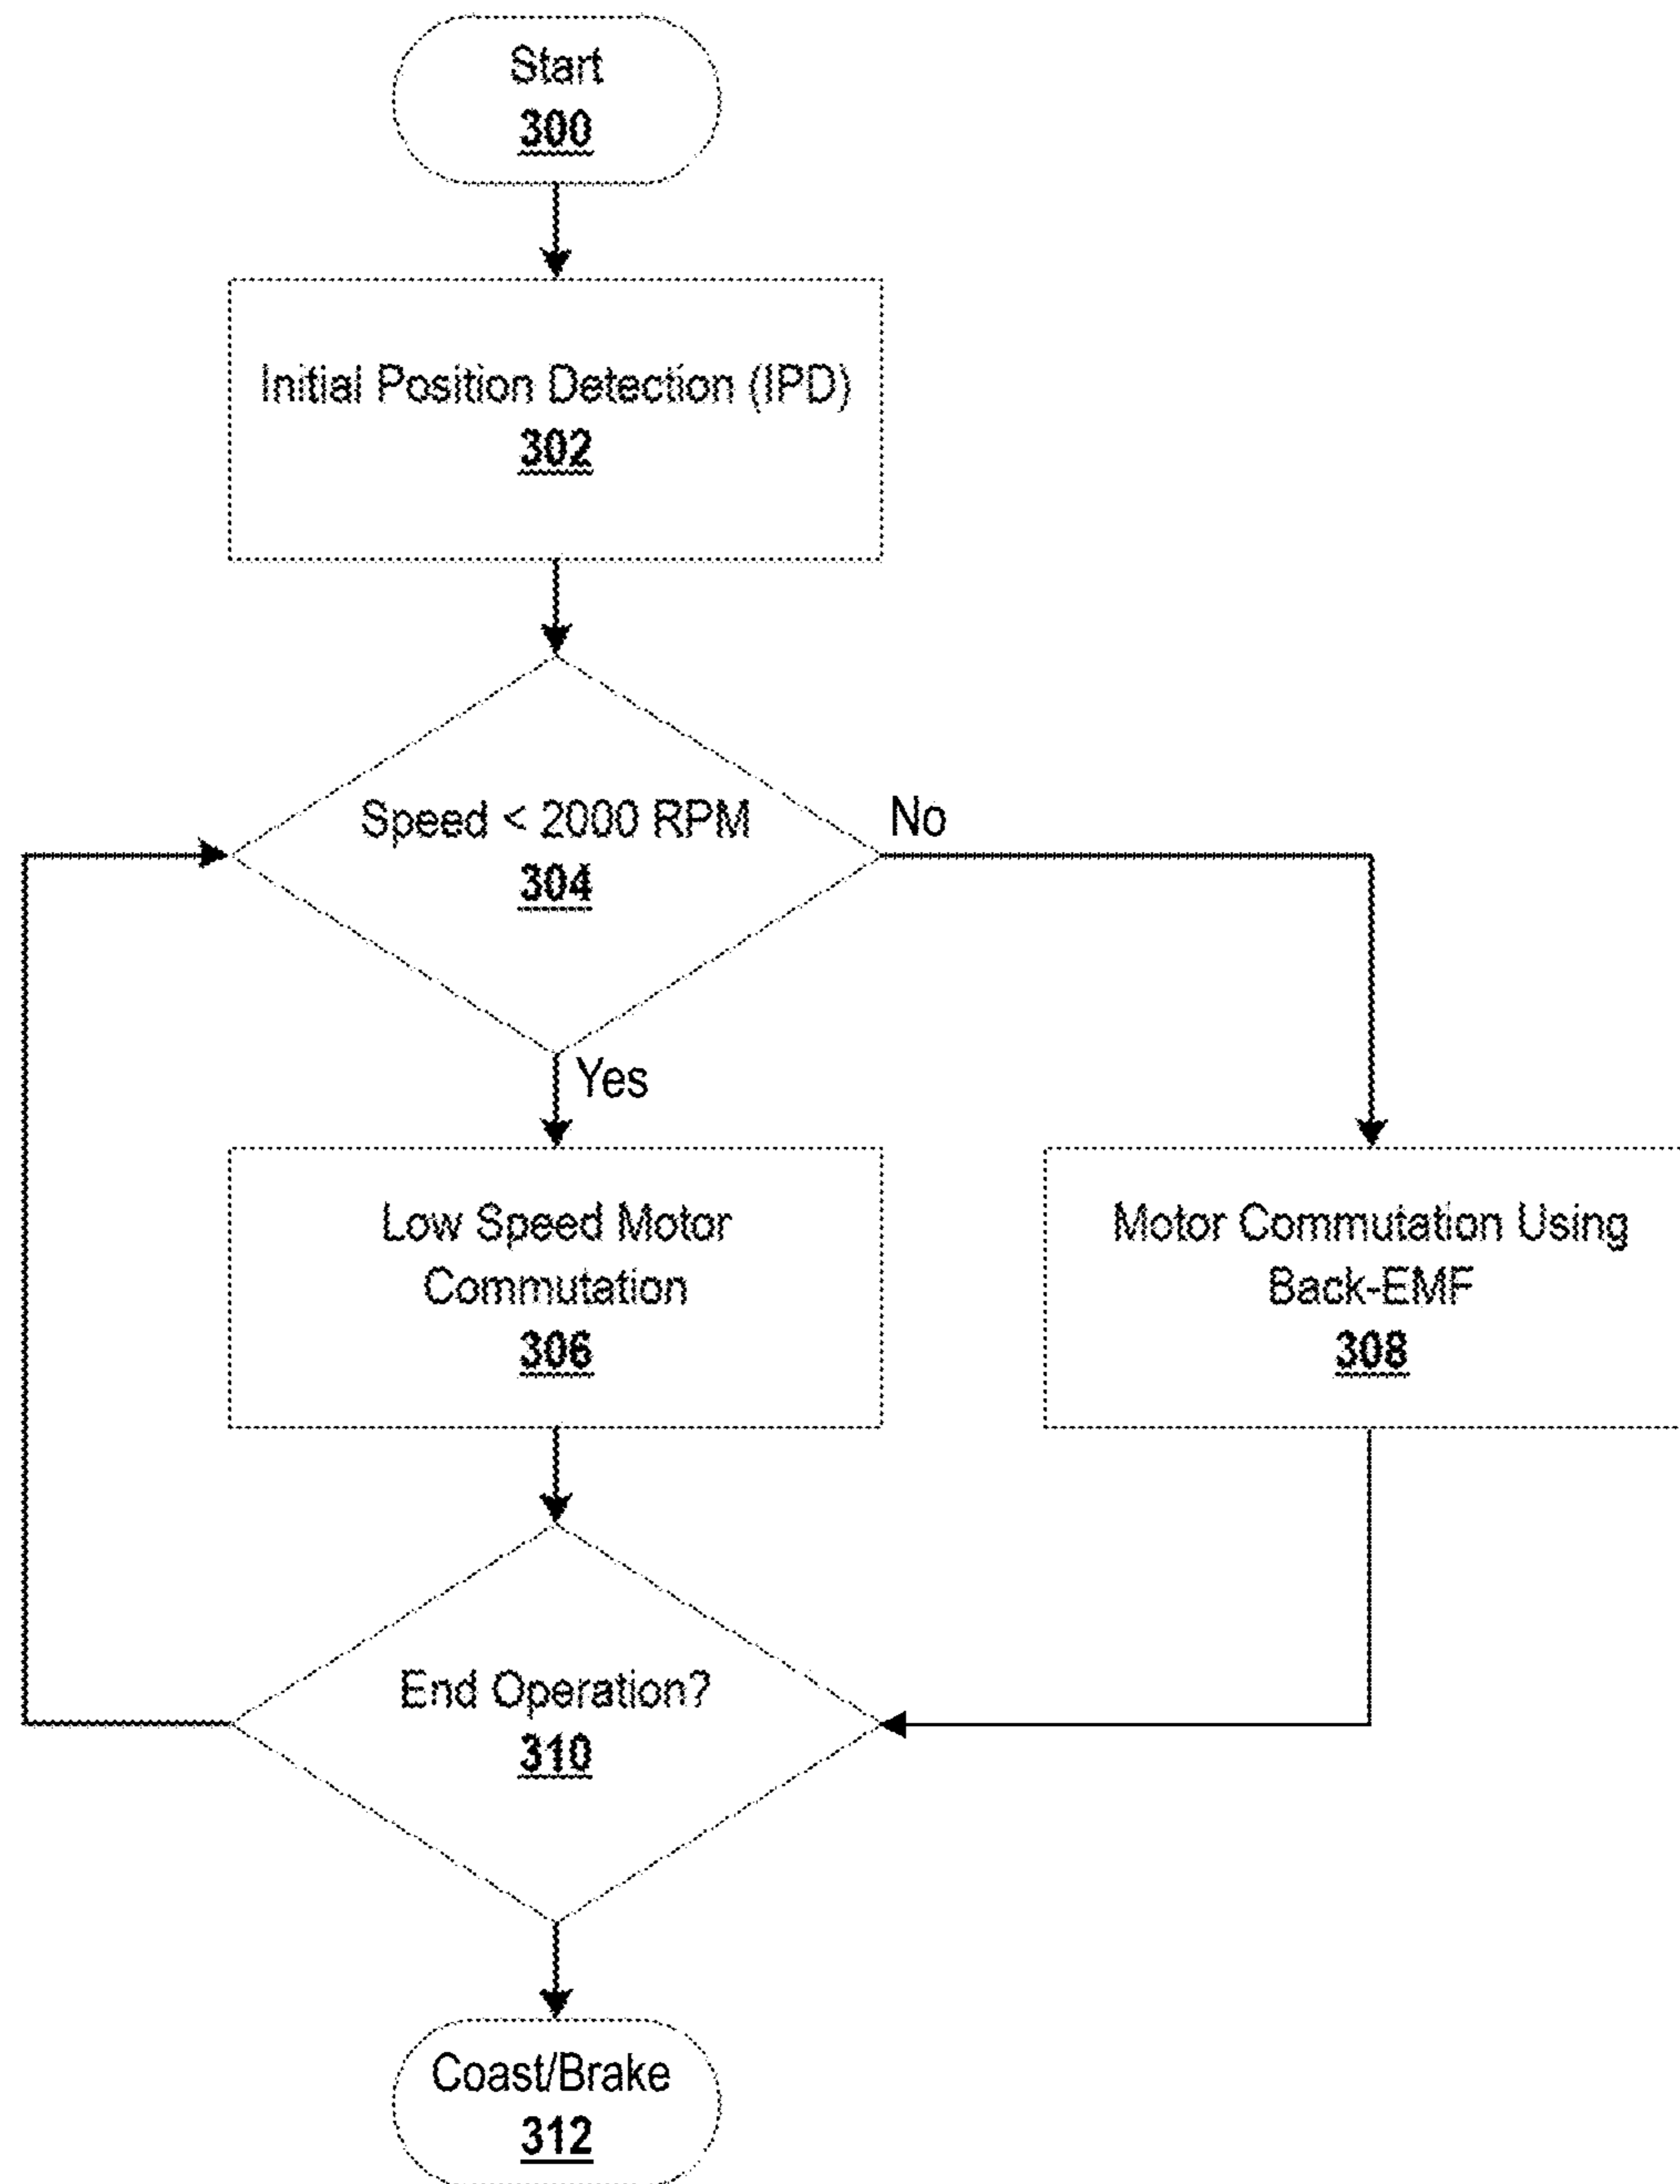 Start
300
Initial Position Detection (IPD)
302
Speed < 2000 RPM
304
No
Yes
Low Speed Motor
Commutation
306
Motor Commutation Using
Back-EMF
308
End Operation?
310
Coast/Brake
312